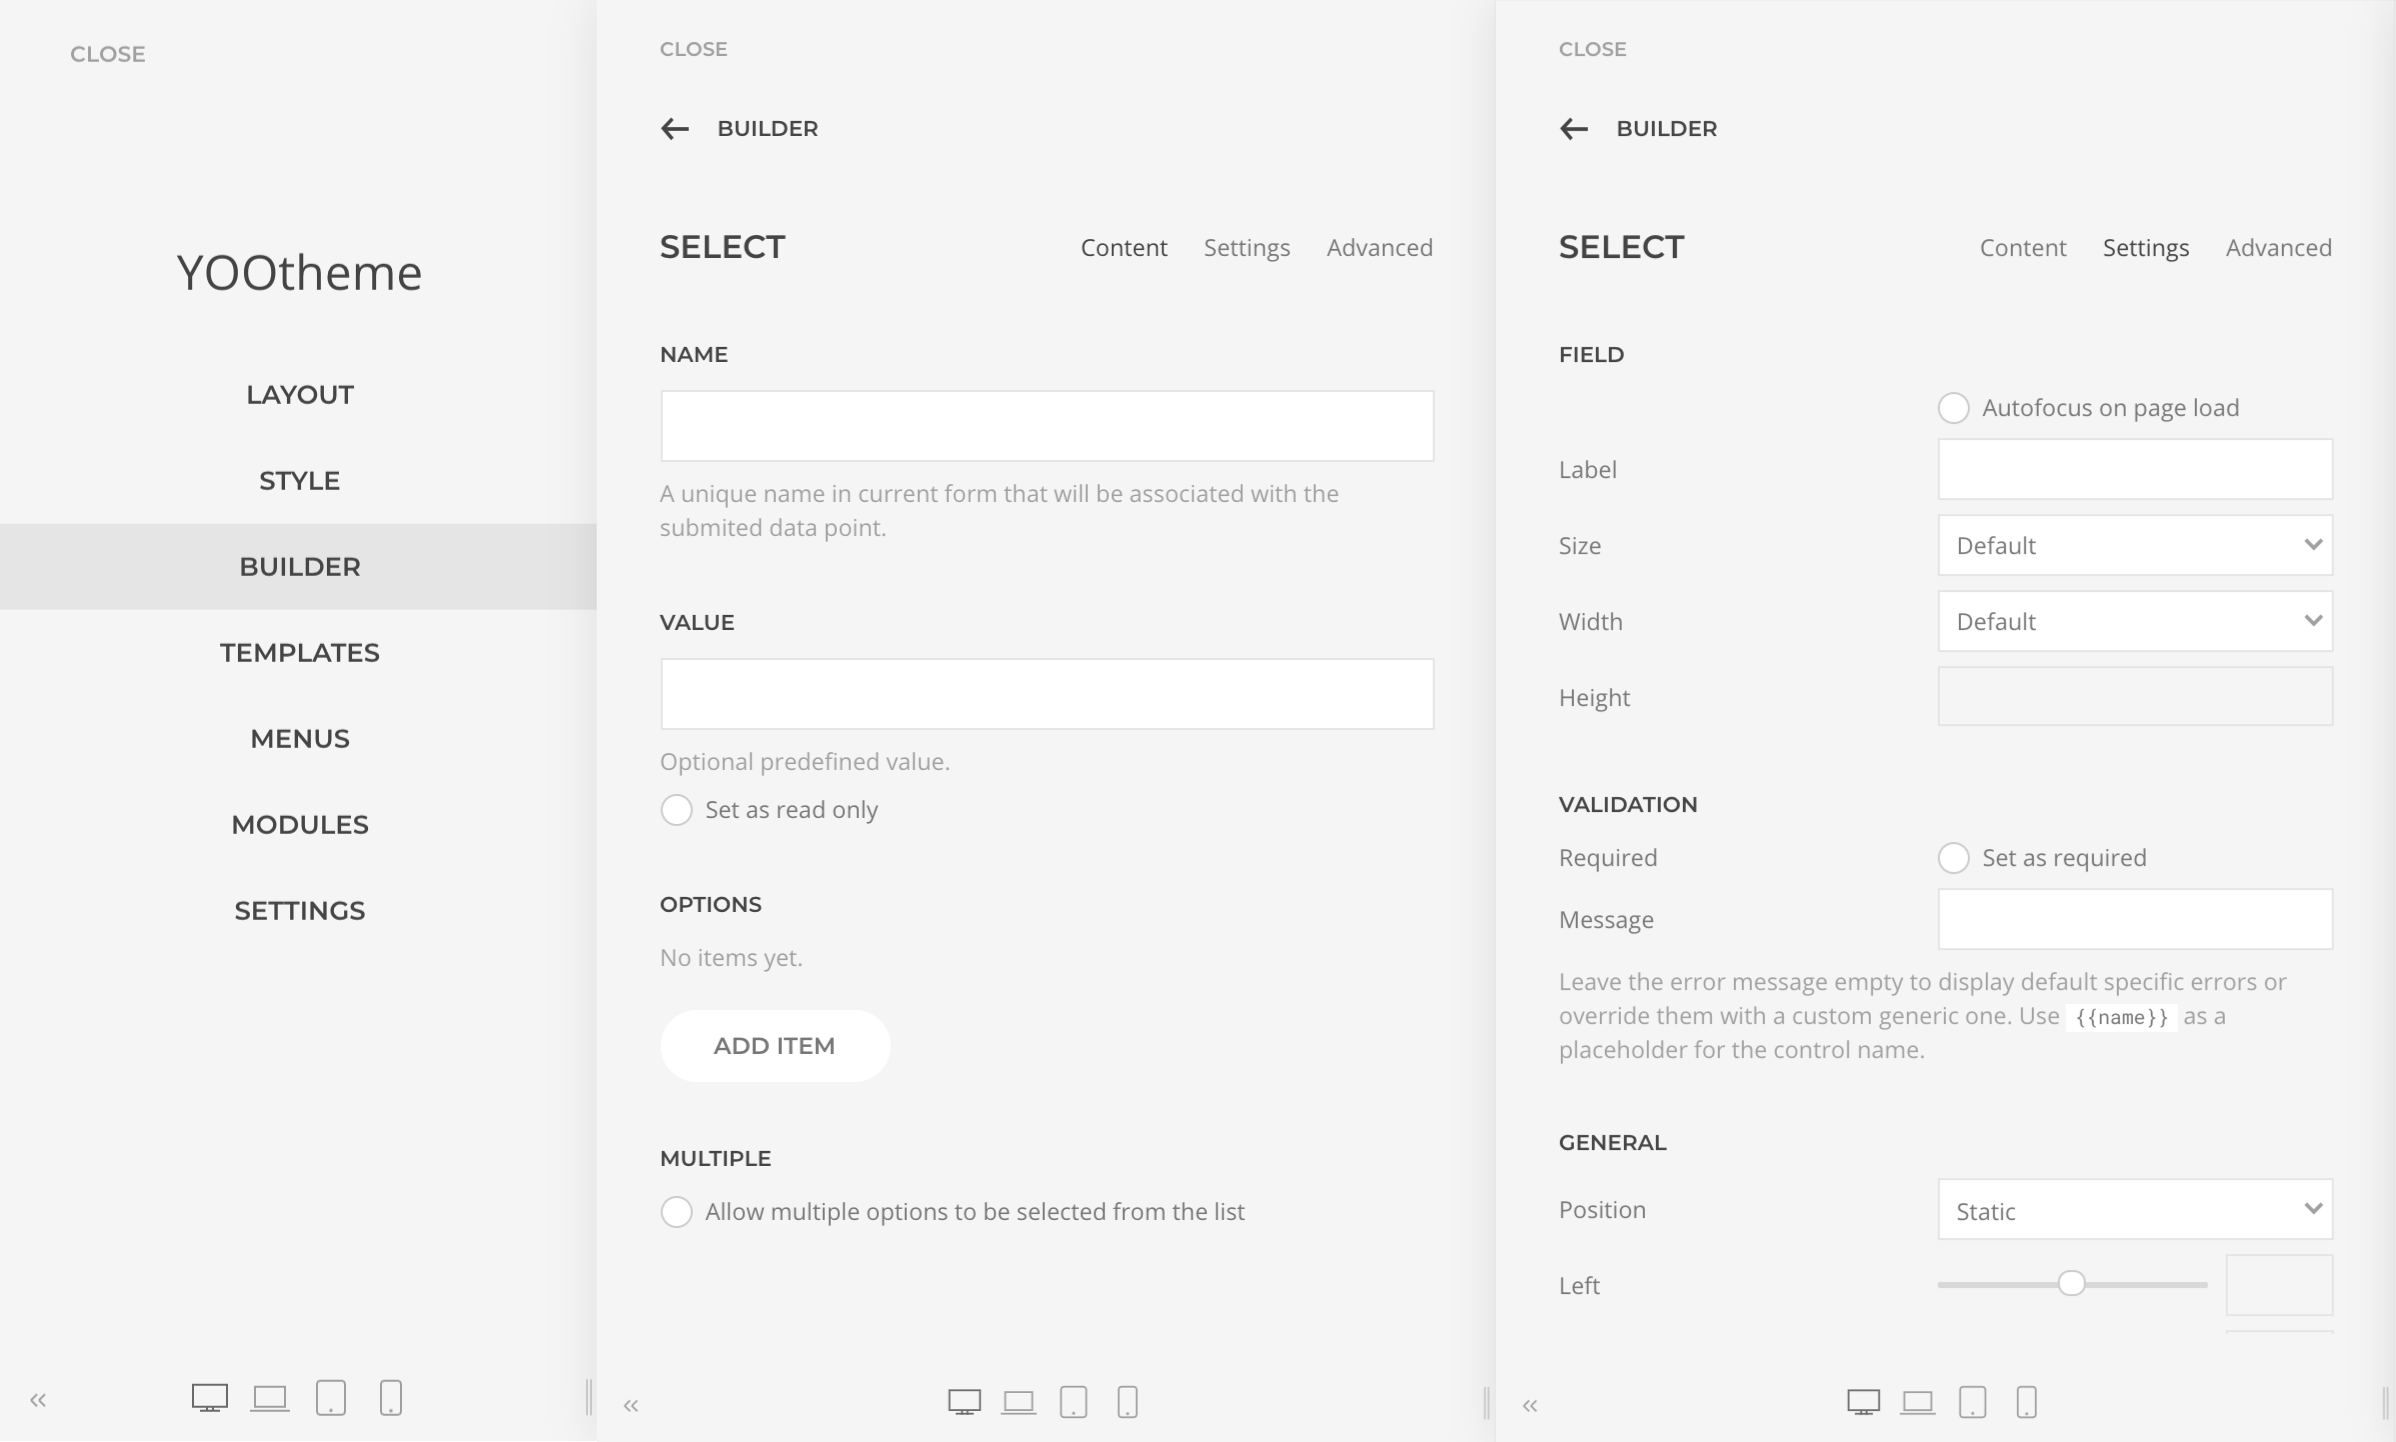 CLOSE
YOOtheme
LAYOUT
STYLE
BUILDER
TEMPLATES
MENUS
MODULES
SETTINGS
CLOSE
BUILDER
SELECT
Content Settings Advanced
NAME
A unique name in current form that will be associated with the
submited data point.
VALUE
Optional predefined value.
Set as read only
OPTIONS
No items yet.
ADD ITEM
MULTIPLE
Allow multiple options to be selected from the list
CLOSE
BUILDER
SELECT
Content Settings Advanced
FIELD
Autofocus on page load
Label
Size Default
Width Default
Height
VALIDATION
Required Set as required
Message
Leave the error message empty to display default specific errors or
override them with a custom generic one. Use {{name}} as a
placeholder for the control name.
GENERAL
Position Static
Left